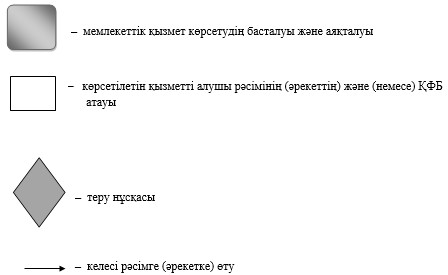 – мемлекеттік қызмет көрсетудің басталуы және аяқталуы
– көрсетілетін қызметті алушы рәсімінің (әрекеттің) және (немесе) ҚФБ
атауы
– теру нұсқасы
– келесі рәсімге (әрекетке) өту